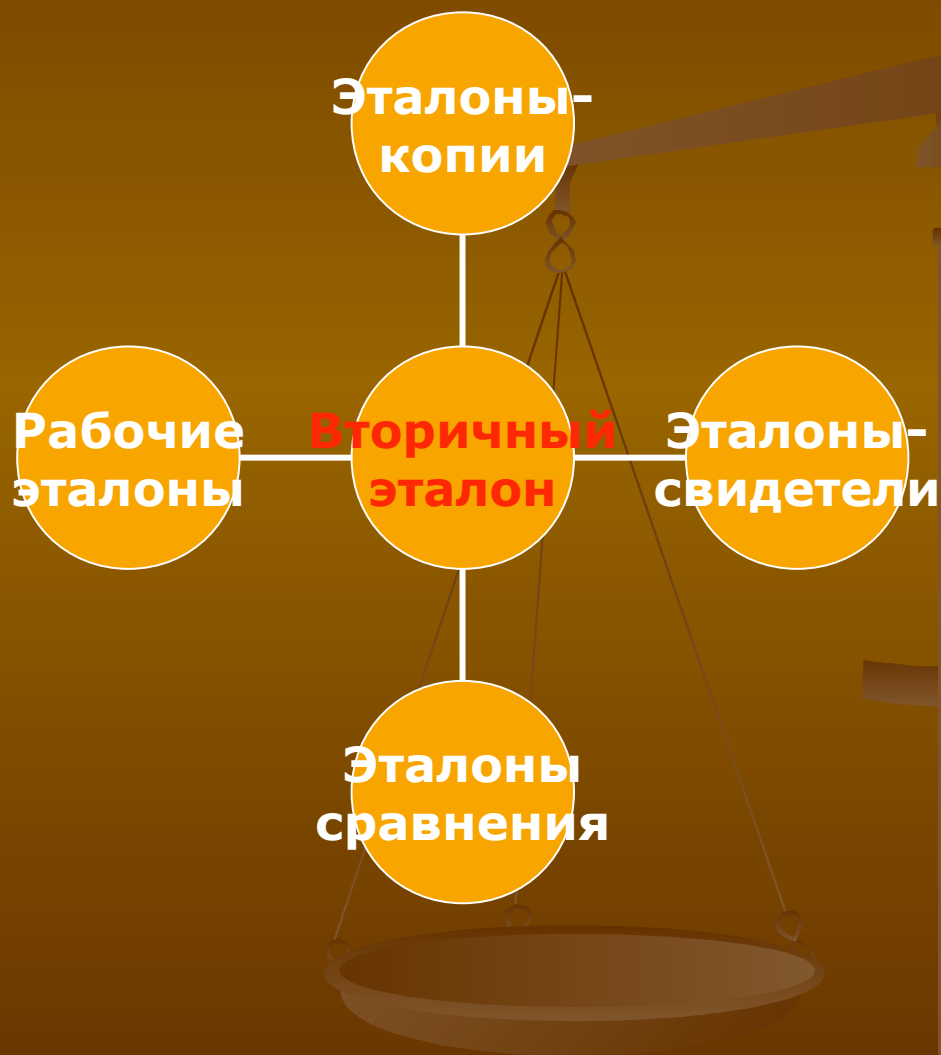 Эталоны-
копии
Рабочие
эталоны
Вторичный
эталон
Эталоны-
свидетели
Эталоны
сравнения